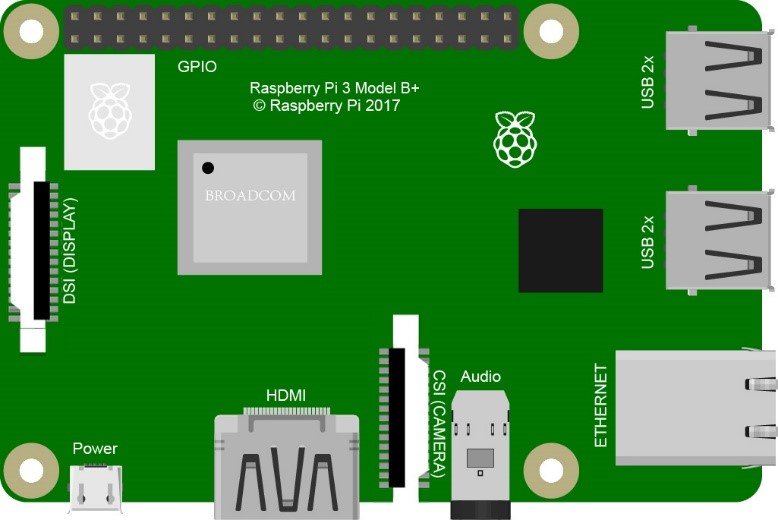 GPIO
Raspberry Pi 3 Model B+
© Raspberry Pi 2017
USB 2x
BROADCOM
DSI (DISPLAY)
USB 2x
HDMI
CSI (CAMERA)
Audio
ETHERNET
Power